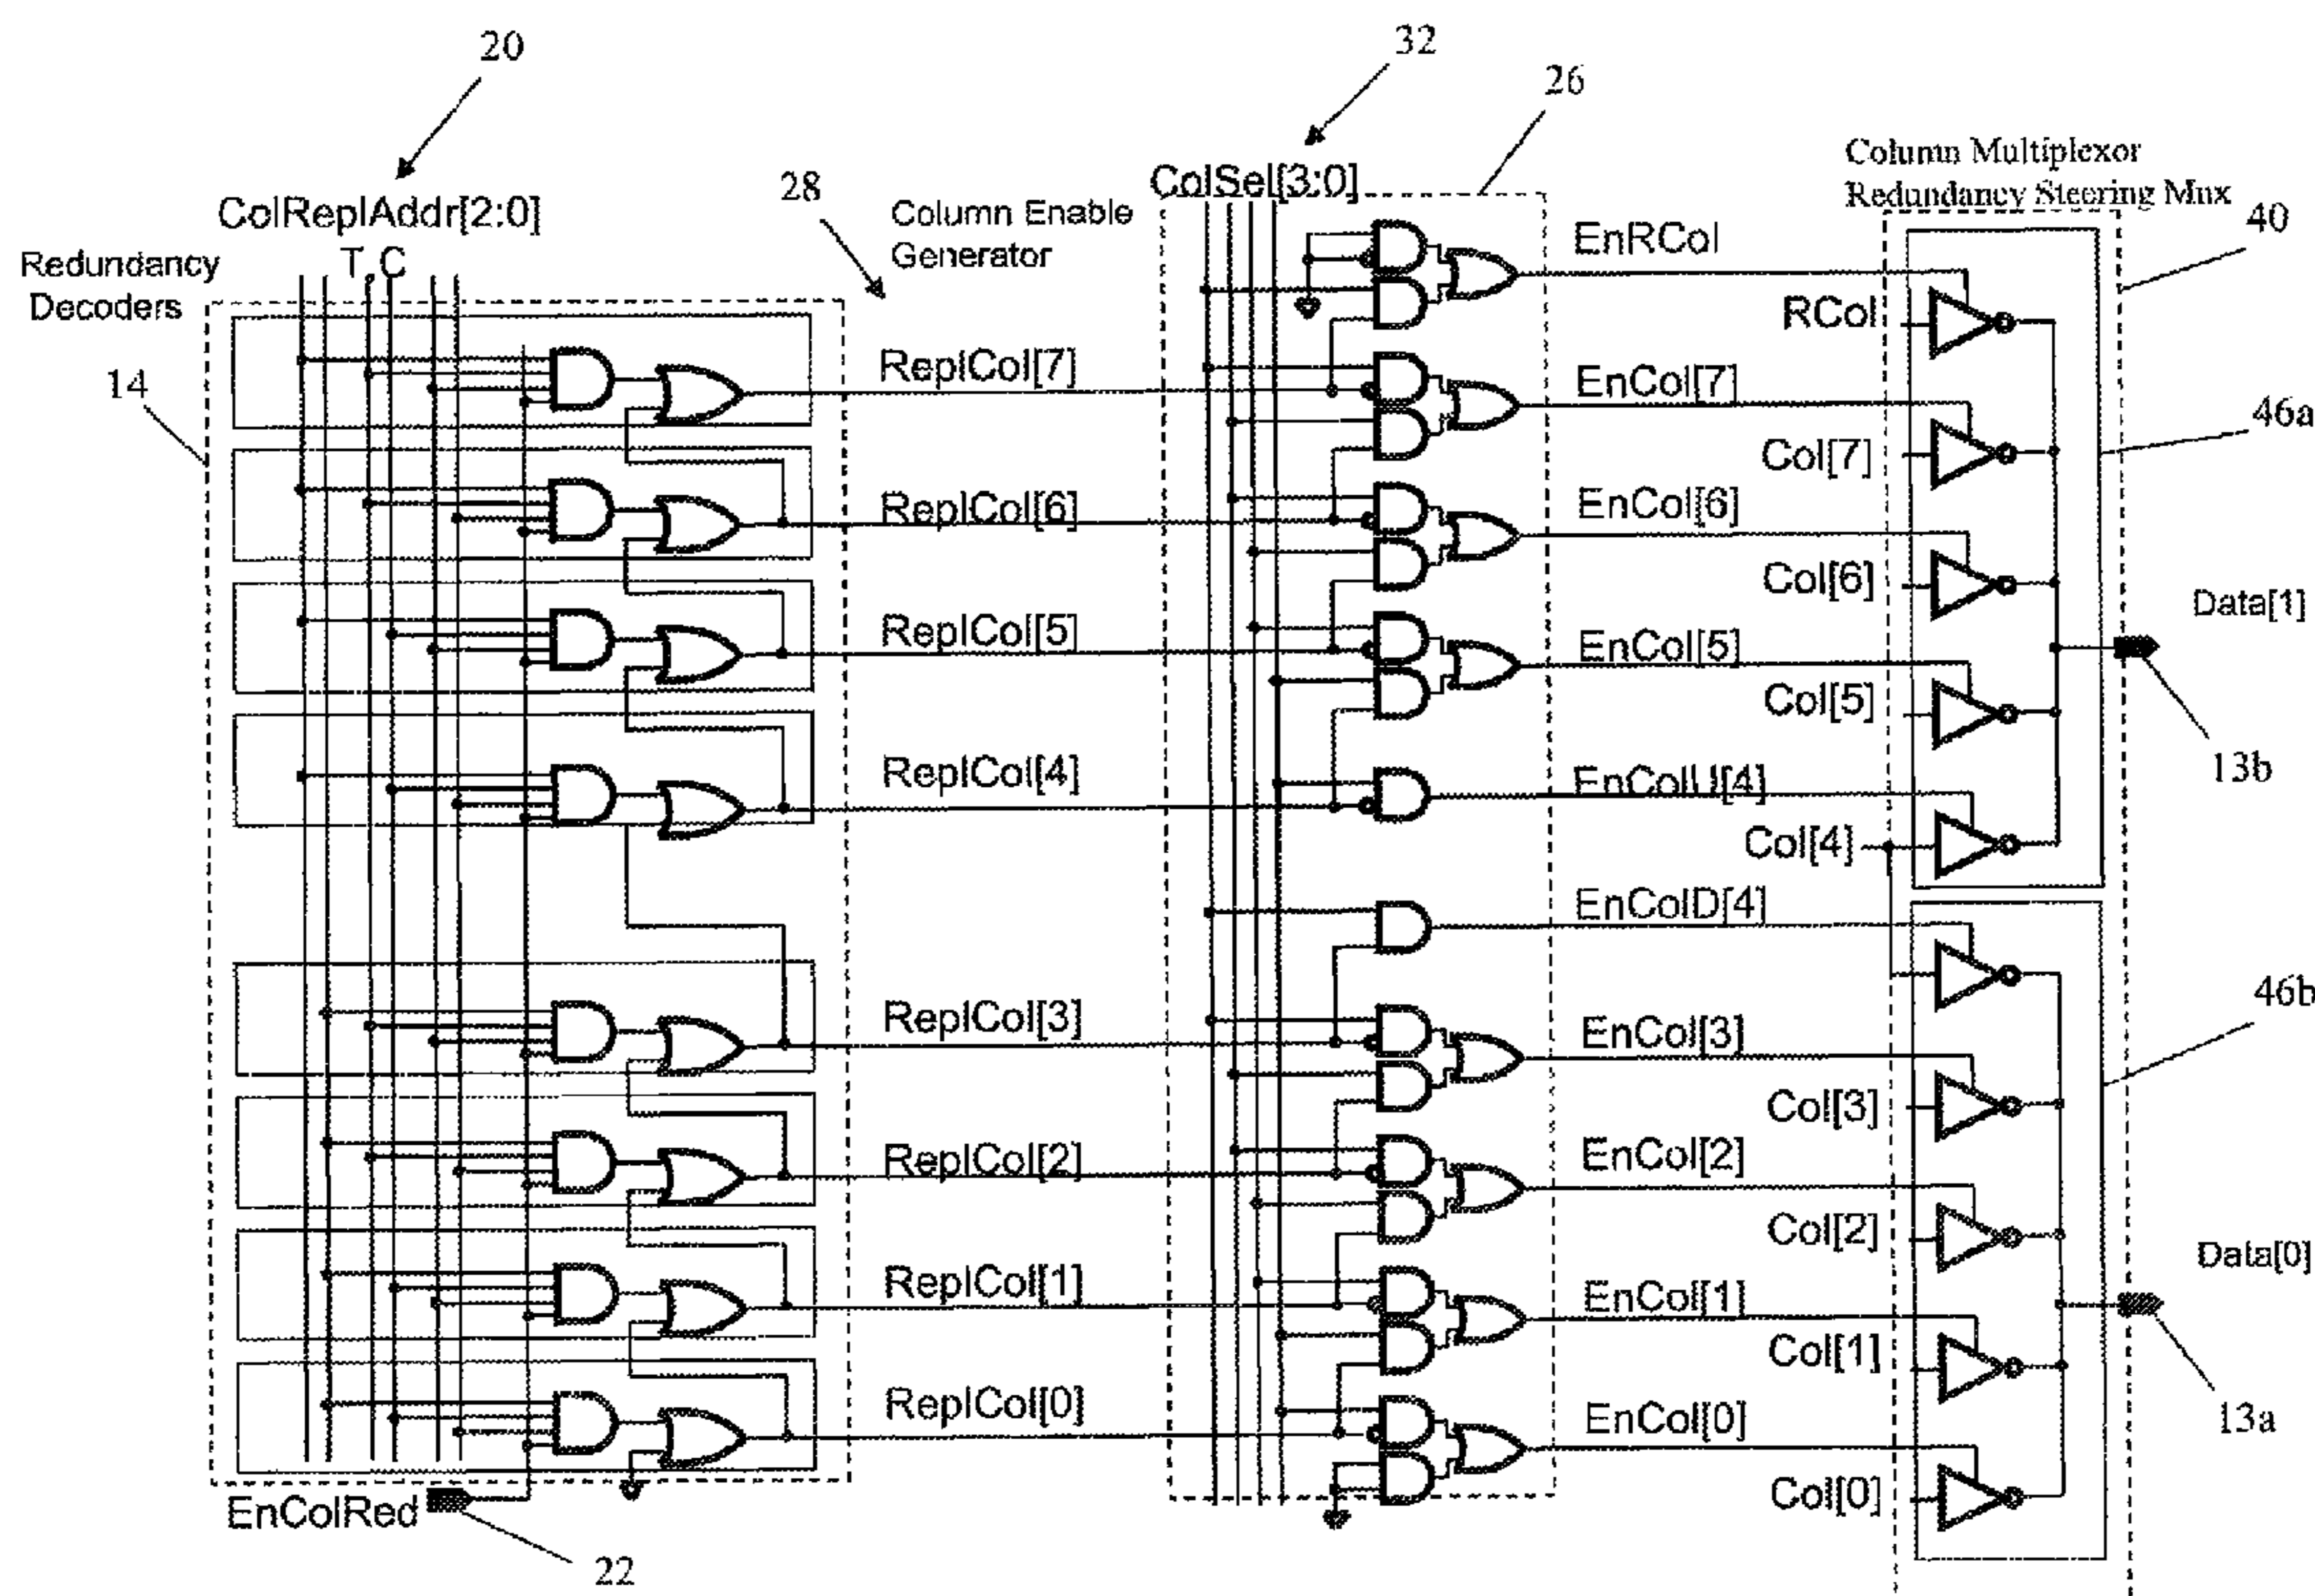 20
32
26
Column Multiplexor
Redundancy Steering Mux
40
ColReplAddr[2:0]
T C
28
Column Enable
Generator
ColSel[3:0]
Redundancy
Decoders
14
EnRCol
RCol
ReplCol[7]
EnCol[7]
46a
Col[7]
ReplCol[6]
EnCol[6]
Col[6]
Data[1]
ReplCol[5]
EnCol[5]
Col[5]
13b
ReplCol[4]
EnColU[4]
Col[4]
EnColD[4]
46b
ReplCol[3]
EnCol[3]
Col[3]
ReplCol[2]
EnCol[2]
Col[2]
Data[0]
ReplCol[1]
EnCol[1]
Col[1]
13a
ReplCol[0]
EnCol[0]
Col[0]
EnColRed
22